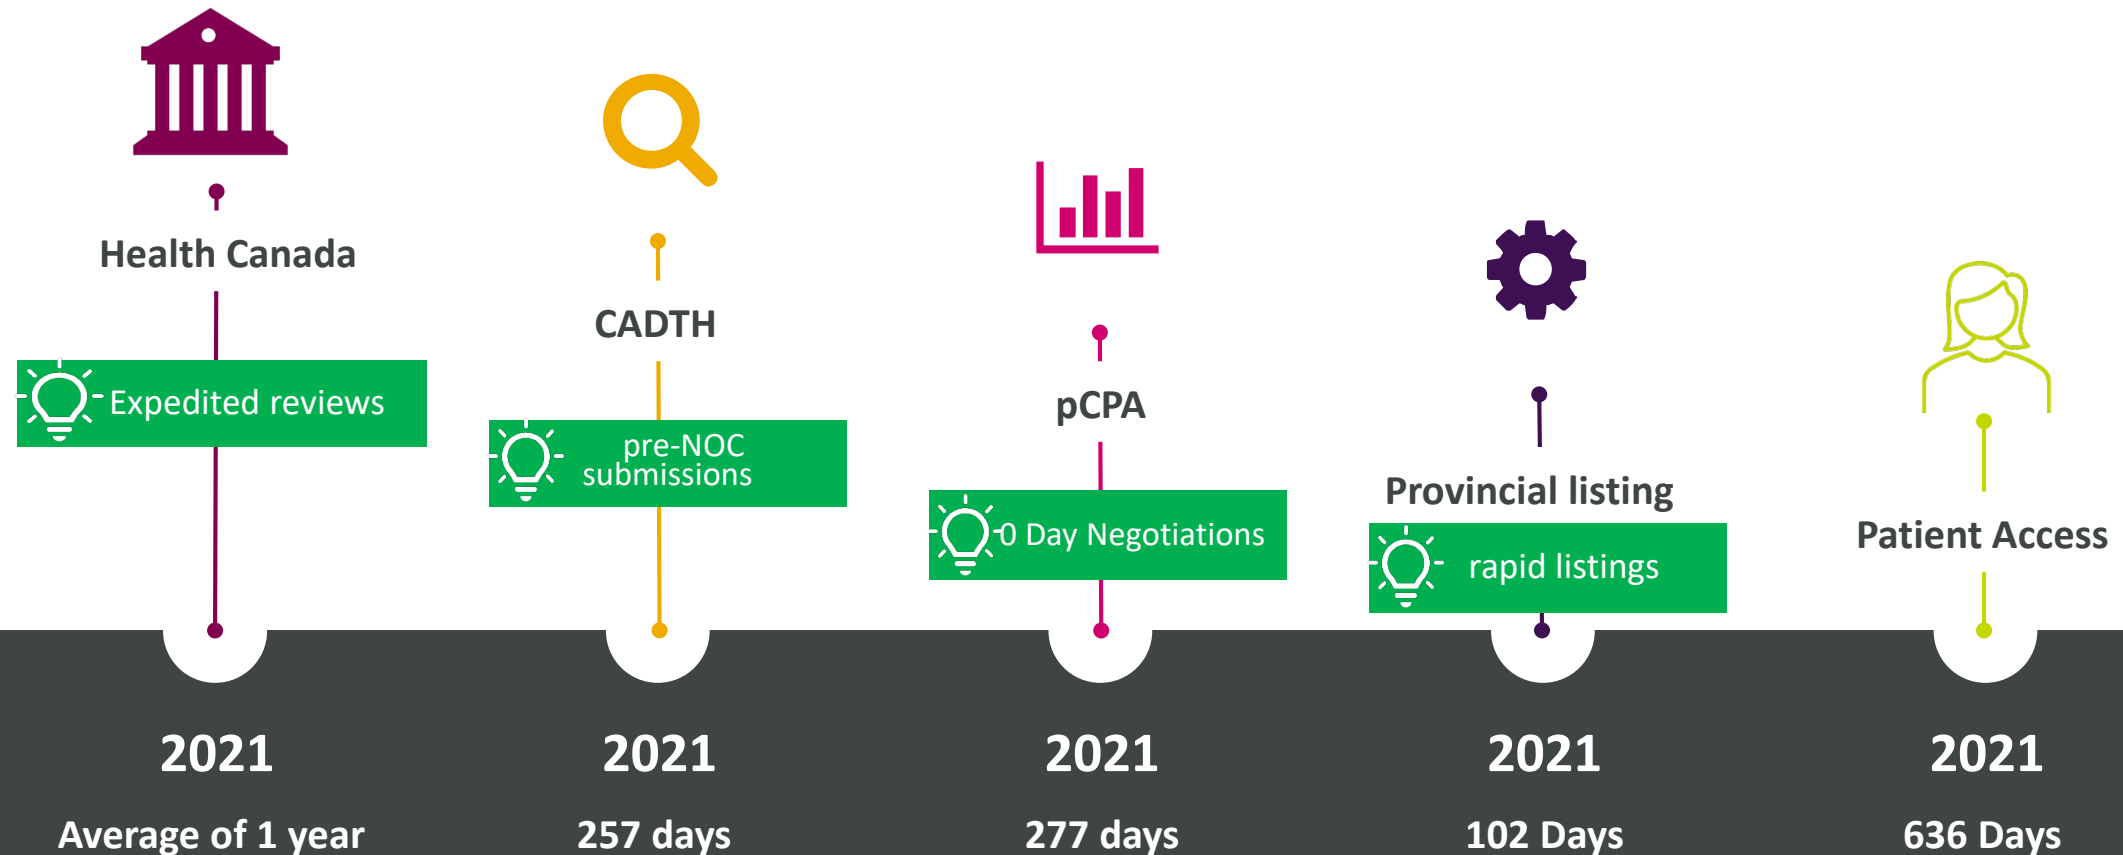 Health Canada
Expedited reviews
2021
Average of 1 year
CADTH
pre-NOC
submissions
2021
257 days
pCPA
0 Day Negotiations
2021
277 days
Provincial listing
rapid listings
2021
102 Days
Patient Access
2021
636 Days